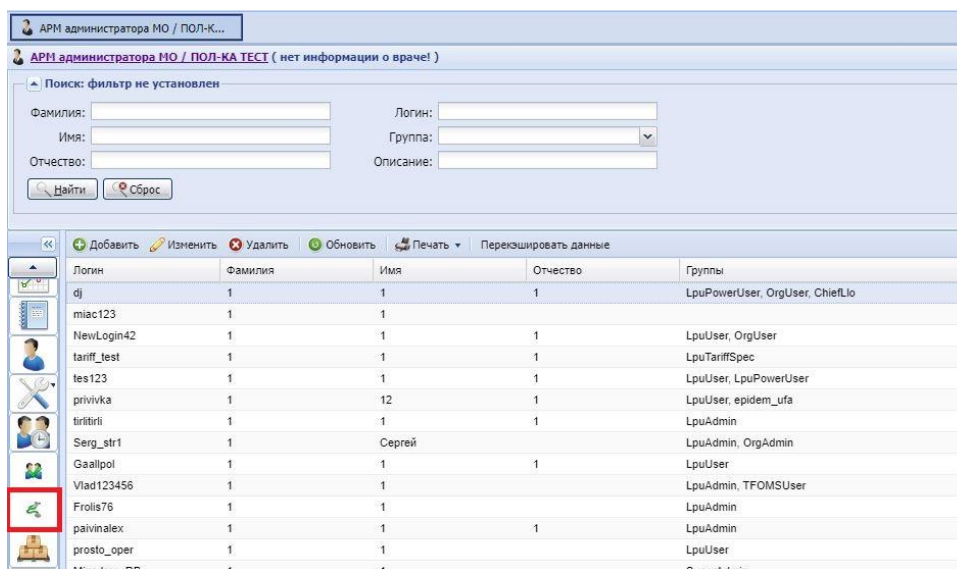 АРМ администратора МО / ПОЛ-К...
АРМ администратора МО / ПОЛ-КА ТЕСТ ( нет информации о враче! )
Поиск: фильтр не установлен
Фамилия: Логин:
Имя: Группа:
Отчество: Описание:
Найти Сброс
Добавить Изменить Удалить Обновить Печать Перекэшировать данные
Логин Фамилия Имя Отчество Группы
dj 1 1 1 LpuPowerUser, OrgUser, ChiefLlo
miac123 1 1
NewLogin42 1 1 1 LpuUser, OrgUser
tariff_test 1 1 1 LpuTariffSpec
tes123 1 1 1 LpuUser, LpuPowerUser
privivka 1 12 1 LpuUser, epidem_ufa
tirlitirli 1 1 1 LpuAdmin
Serg_str1 1 Сергей LpuAdmin, OrgAdmin
Gaallpol 1 1 1 LpuUser
Vlad123456 1 1 LpuAdmin, TFOMSUser
Frolis76 1 1 LpuAdmin
paivinalex 1 1 1 LpuAdmin
prosto_oper 1 1 LpuUser